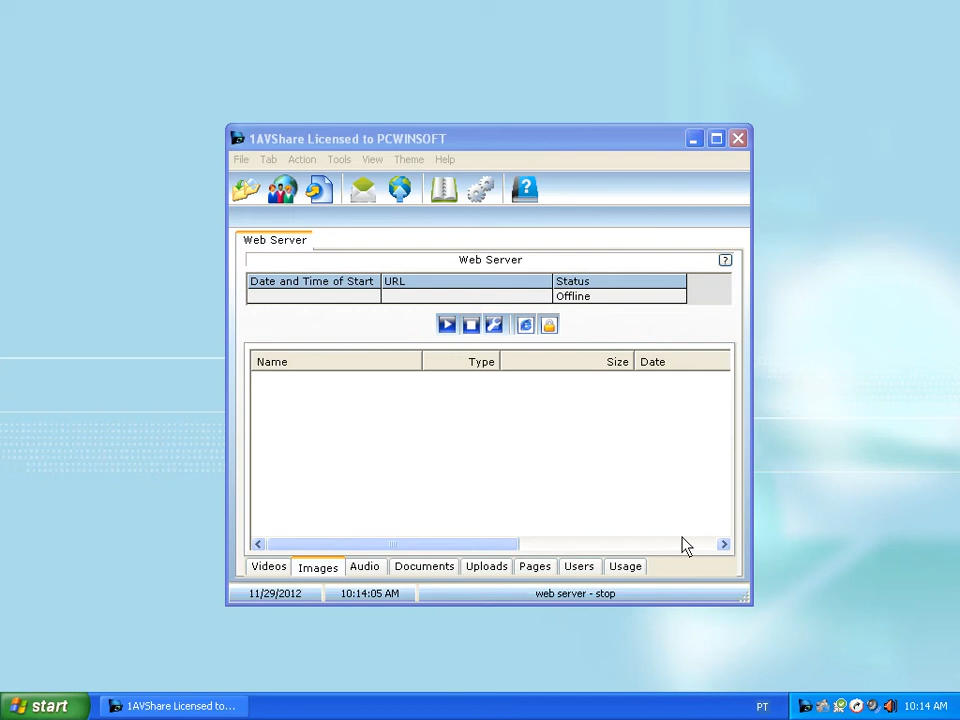 1AVShare Licensed to PCWINSOFT
File Tab Action Tools View Theme Help
Web Server
Web Server
Date and Time of Start URL Status
Offline
Name Type Size Date
Videos Images Audio Documents Uploads Pages Users Usage
11/29/2012 10:14:05 AM web server - stop
start 1AVShare Licensed to... PT 10:14 AM